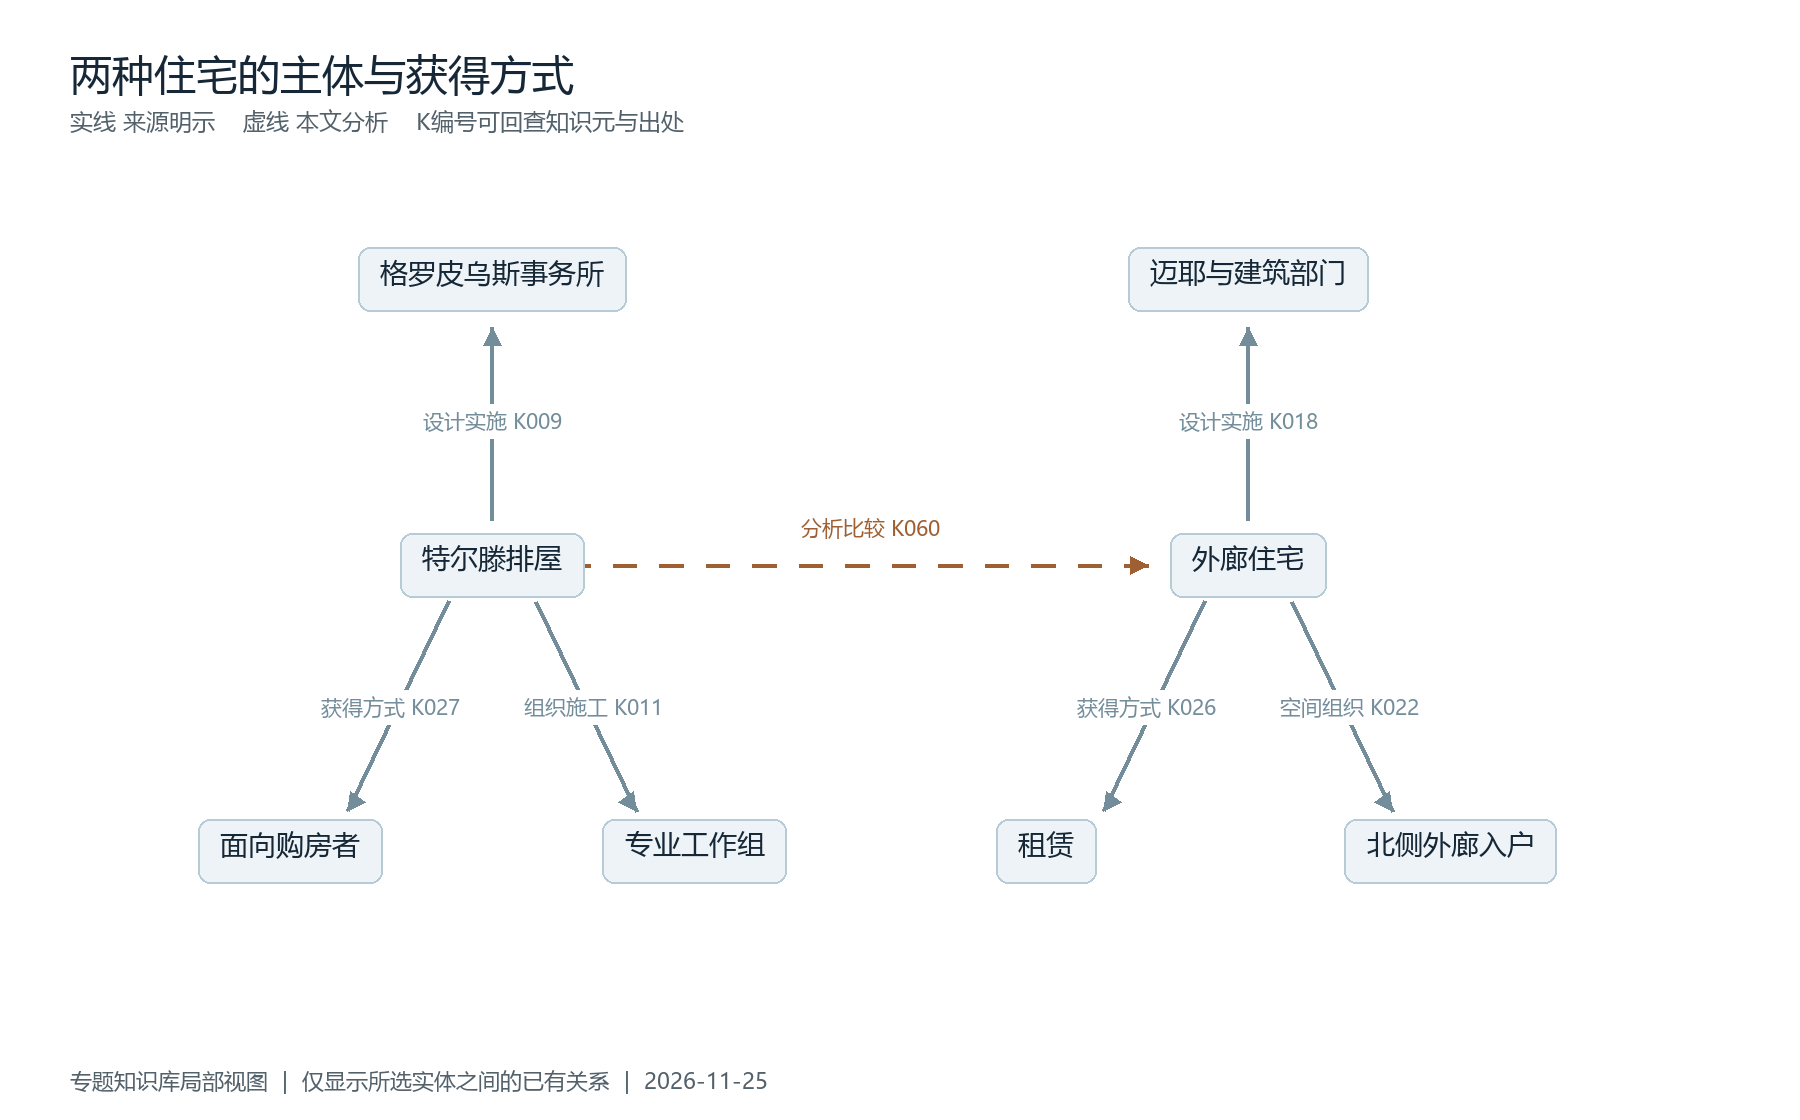 两种住宅的主体与获得方式
实线 来源明示 虚线 本文分析 K编号可回查知识元与出处
格罗皮乌斯事务所
迈耶与建筑部门
设计实施 K009
设计实施 K018
分析比较 K060
特尔滕排屋
外廊住宅
获得方式 K027
组织施工 K011
获得方式 K026
空间组织 K022
面向购房者
专业工作组
租赁
北侧外廊入户
专题知识库局部视图 | 仅显示所选实体之间的已有关系 | 2026-11-25